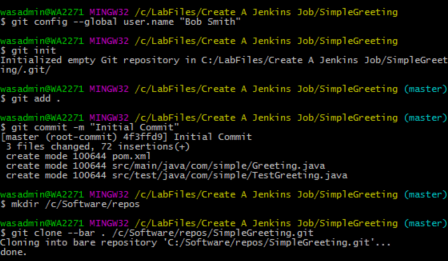 wasadmin@WA2271 MINGW32 /c/LabFiles/Create A Jenkins Job/SimpleGreeting
$ git config --global user.name "Bob Smith"
wasadmin@WA2271 MINGW32 /c/LabFiles/Create A Jenkins Job/SimpleGreeting
$ git init
Initialized empty Git repository in C:/LabFiles/Create A Jenkins Job/SimpleGreet
ing/.git/
wasadmin@WA2271 MINGW32 /c/LabFiles/Create A Jenkins Job/SimpleGreeting (master)
$ git add .
wasadmin@WA2271 MINGW32 /c/LabFiles/Create A Jenkins Job/SimpleGreeting (master)
$ git commit -m "Initial Commit"
[master (root-commit) 4f3ffd9] Initial Commit
3 files changed, 72 insertions(+)
create mode 100644 pom.xml
create mode 100644 src/main/java/com/simple/Greeting.java
create mode 100644 src/test/java/com/simple/TestGreeting.java
wasadmin@WA2271 MINGW32 /c/LabFiles/Create A Jenkins Job/SimpleGreeting (master)
$ mkdir /c/Software/repos
wasadmin@WA2271 MINGW32 /c/LabFiles/Create A Jenkins Job/SimpleGreeting (master)
$ git clone --bar . /c/Software/repos/SimpleGreeting.git
Cloning into bare repository 'C:/Software/repos/SimpleGreeting.git'...
done.